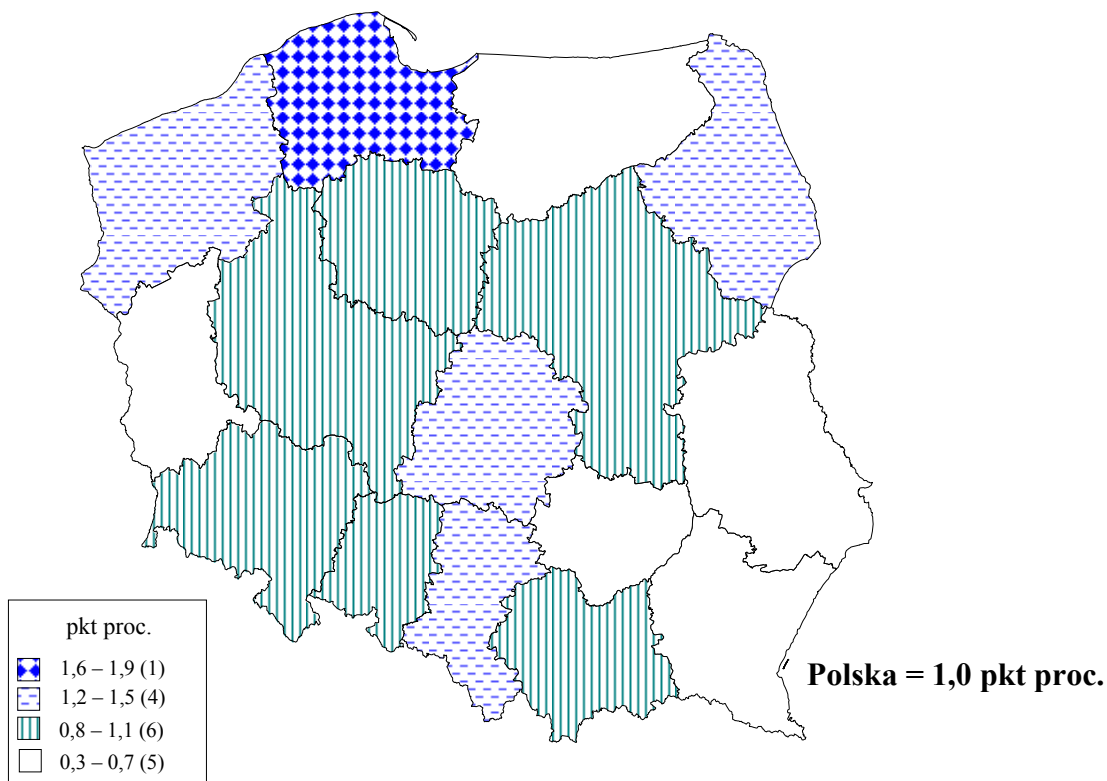 pkt proc.
1,6 – 1,9 (1)
1,2 – 1,5 (4)
0,8 – 1,1 (6)
0,3 – 0,7 (5)
Polska = 1,0 pkt proc.